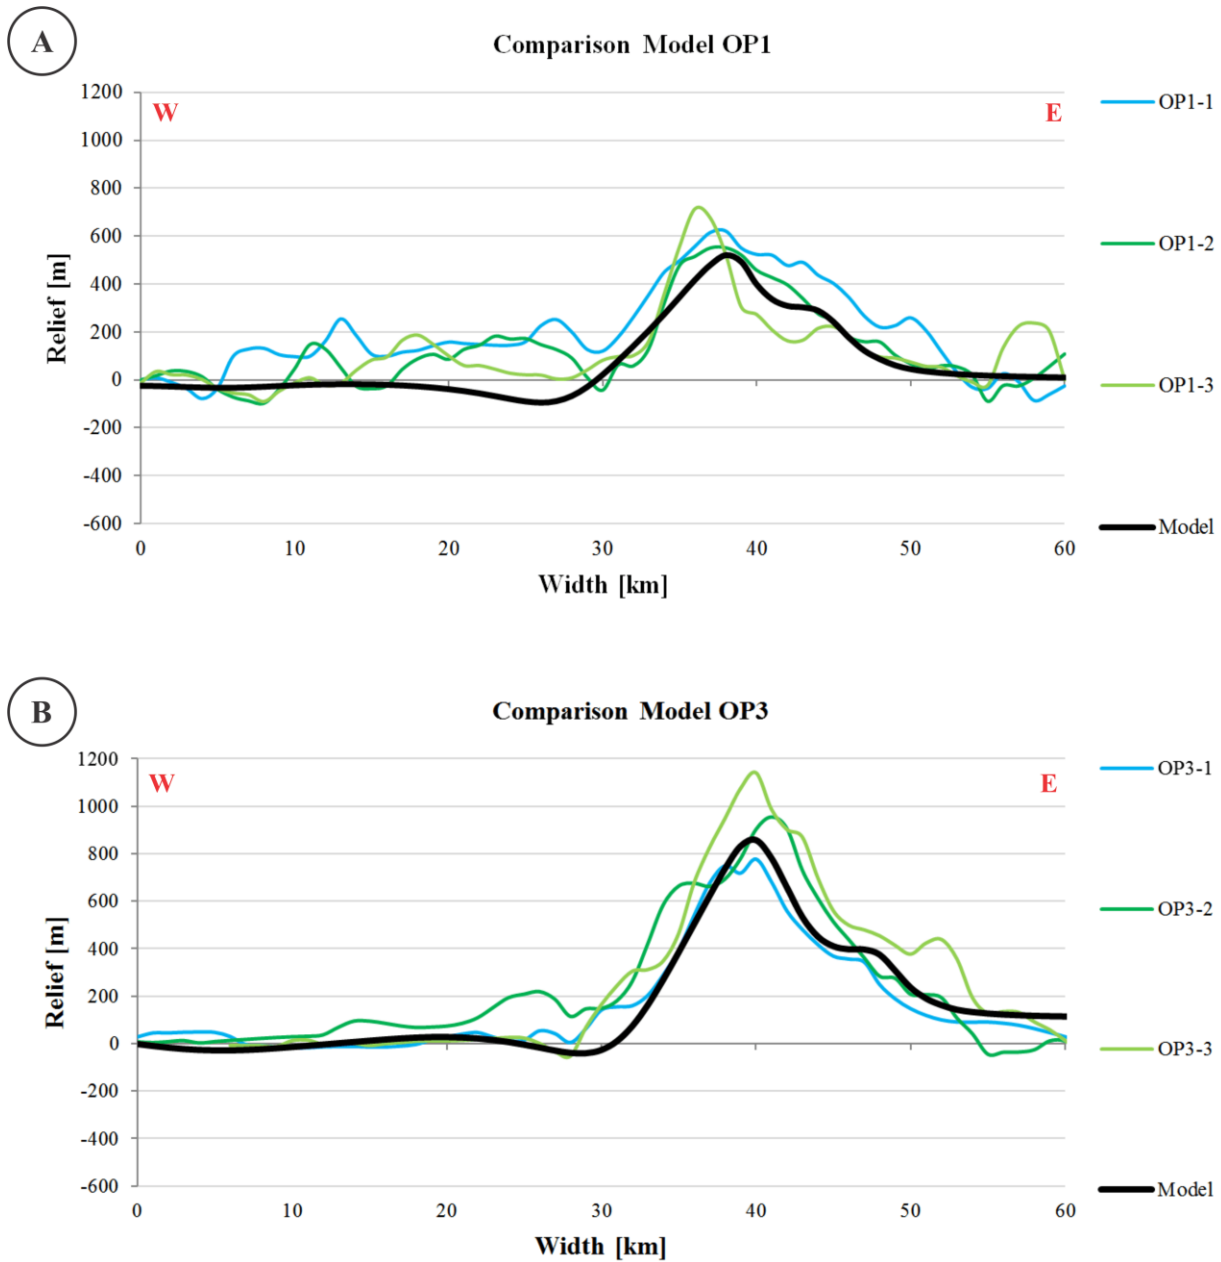 A
Comparison Model OP1
1200
1000
800
600
400
200
0
-200
-400
-600
Relief [m]
W
E
0 10 20 30 40 50 60
Width [km]
OP1-1
OP1-2
OP1-3
Model
B
Comparison Model OP3
1200
1000
800
600
400
200
0
-200
-400
-600
Relief [m]
W
E
0 10 20 30 40 50 60
Width [km]
OP3-1
OP3-2
OP3-3
Model